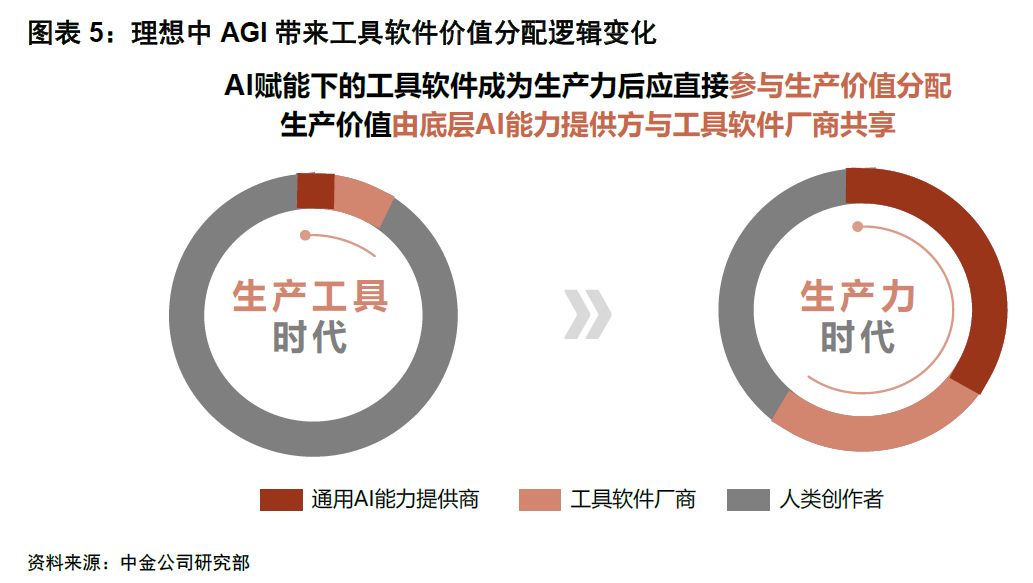 图表 5：理想中 AGI 带来工具软件价值分配逻辑变化
AI赋能下的工具软件成为生产力后应直接参与生产价值分配
生产价值由底层AI能力提供方与工具软件厂商共享
生产工具
时代
生产力
时代
通用AI能力提供商
工具软件厂商
人类创作者
资料来源：中金公司研究部